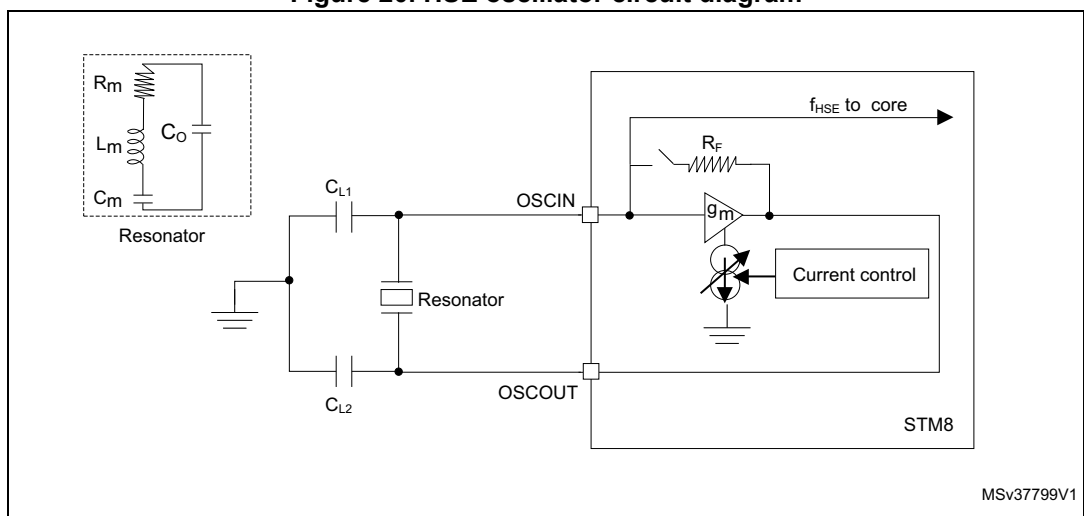 Figure 20. HSE oscillator circuit diagram
Rm
Lm
CO
Cm
Resonator
CL1
OSCIN
fHSE to core
RF
gm
Current control
Resonator
CL2
OSCOUT
STM8
MSv37799V1